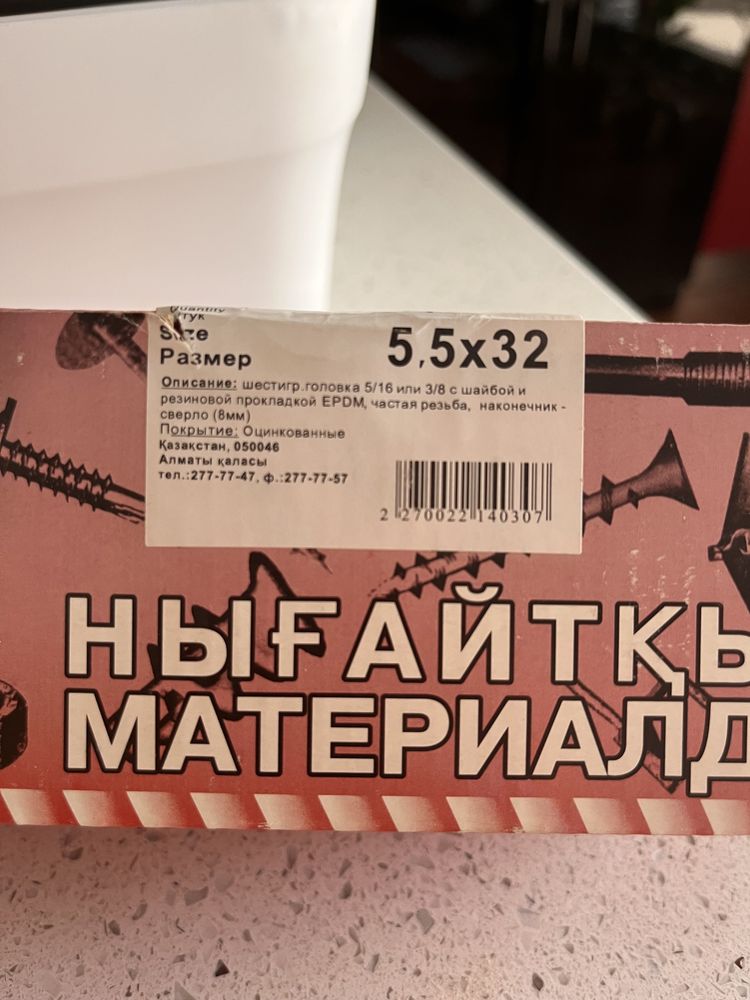 Quantity
Size
Размер
5,5x32
Описание: шестигр.головка 5/16 или 3/8 с шайбой и
резиновой прокладкой EPDM, частая резьба, наконечник -
сверло (8мм)
Покрытие: Оцинкованные
Қазақстан, 050046
Алматы қаласы
тел.:277-77-47, ф.:277-77-57
2 270022 140307
НЫҒАЙТҚЫ
МАТЕРИАЛД